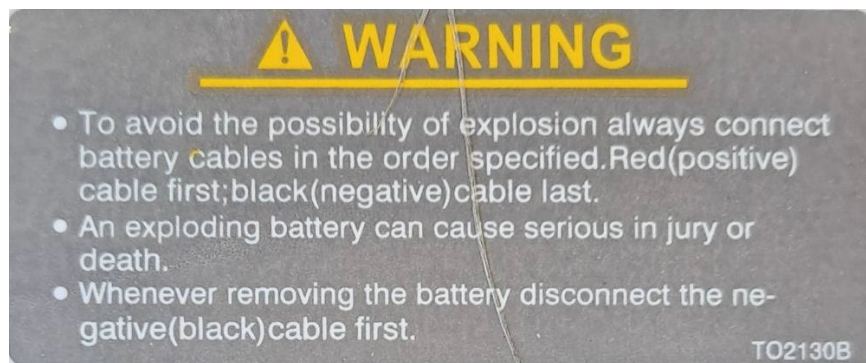 WARNING
• To avoid the possibility of explosion always connect
battery cables in the order specified.Red(positive)
cable first;black(negative)cable last.
• An exploding battery can cause serious in jury or
death.
• Whenever removing the battery disconnect the ne-
gative(black)cable first.
TO2130B